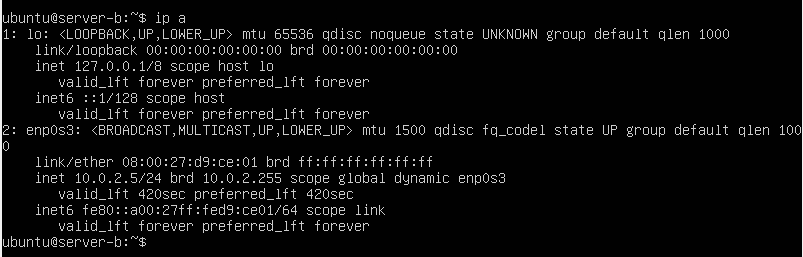 ubuntu@server-b:~$ ip a
1: lo: <LOOPBACK,UP,LOWER_UP> mtu 65536 qdisc noqueue state UNKNOWN group default qlen 1000
    link/loopback 00:00:00:00:00:00 brd 00:00:00:00:00:00
    inet 127.0.0.1/8 scope host lo
       valid_lft forever preferred_lft forever
    inet6 ::1/128 scope host
       valid_lft forever preferred_lft forever
2: enp0s3: <BROADCAST,MULTICAST,UP,LOWER_UP> mtu 1500 qdisc fq_codel state UP group default qlen 100
0
    link/ether 08:00:27:d9:ce:01 brd ff:ff:ff:ff:ff:ff
    inet 10.0.2.5/24 brd 10.0.2.255 scope global dynamic enp0s3
       valid_lft 420sec preferred_lft 420sec
    inet6 fe80::a00:27ff:fed9:ce01/64 scope link
       valid_lft forever preferred_lft forever
ubuntu@server-b:~$